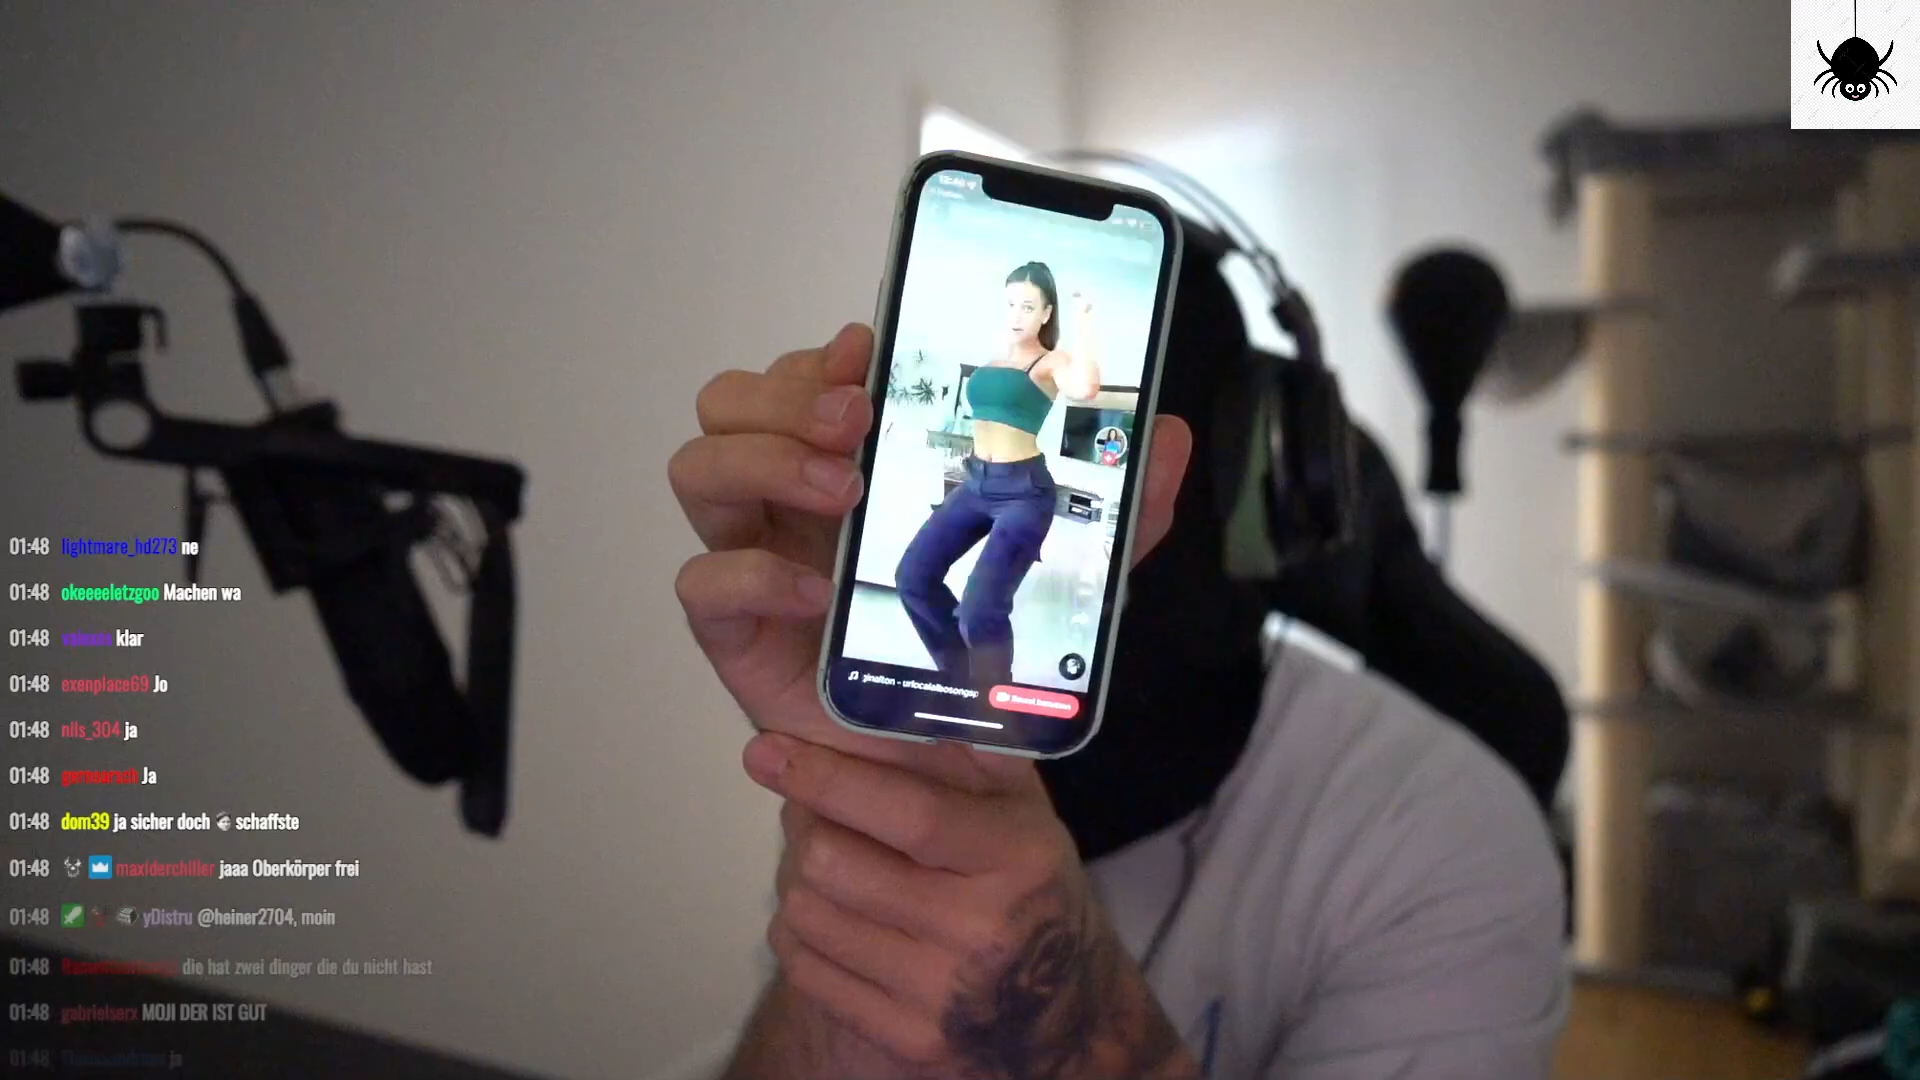 01:48 lightmare_hd273 ne
01:48 okeeeeletzgoo Machen wa
01:48 klar
01:48 exenplace69 Jo
01:48 nils_304 ja
01:48 Ja
01:48 dom39 ja sicher doch schaffste
01:48 maxiderchiller jaaa Oberkörper frei
01:48 yDistru @heiner2704, moin
01:48 die hat zwei dinger die du nicht hast
01:48 gabrielserx MOJI DER IST GUT
01:48 ja